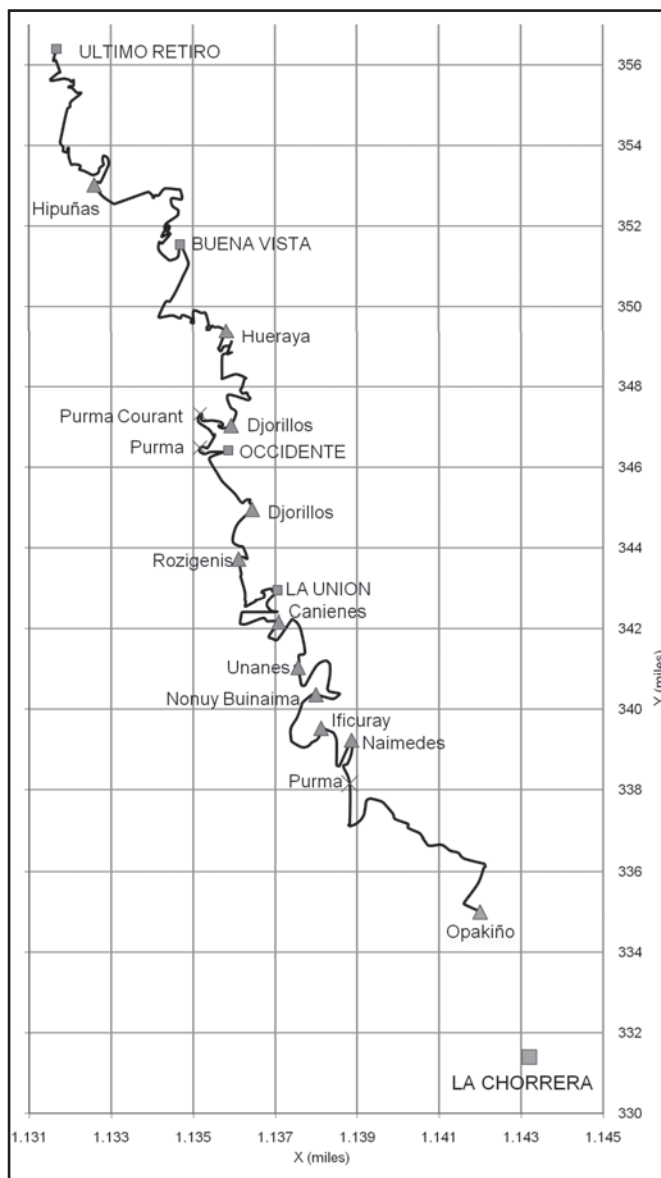 ULTIMO RETIRO
356
354
Hipuñas
352
BUENA VISTA
350
Hueraya
348
Purma Courant
Djorillos
Purma
OCCIDENTE
346
Djorillos
344
Rozigenis
LA UNION
Canienes
342
Unanes
Nonuy Buinaima
340
Ificuray
Naimedes
Purma
338
336
Opakiño
334
332
LA CHORRERA
330
Y (miles)
1.131 1.133 1.135 1.137 1.139 1.141 1.143 1.145
X (miles)